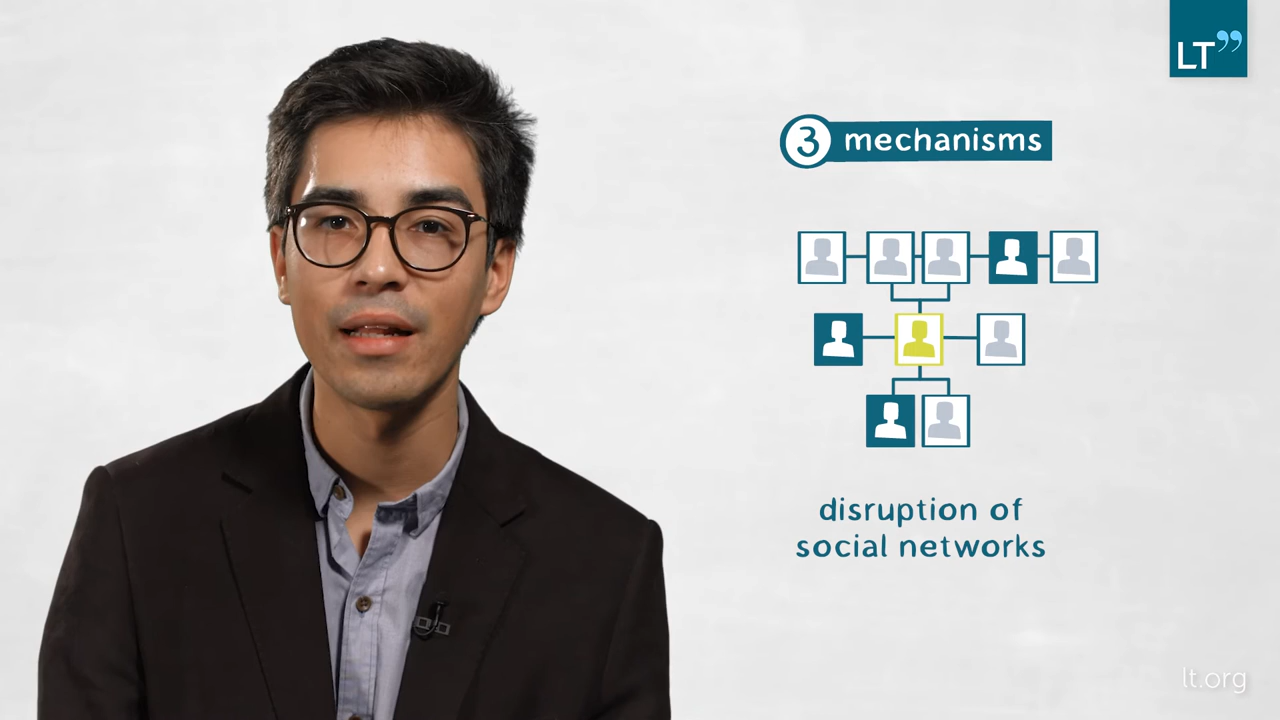 LT”
3 mechanisms
disruption of
social networks
lt.org